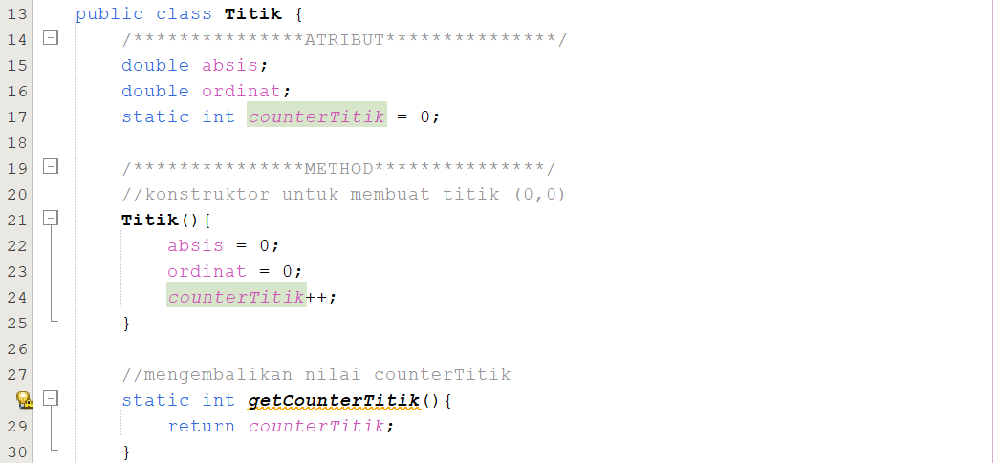 13 public class Titik {
14 /***************ATRIBUT***************/
15 double absis;
16 double ordinat;
17 static int counterTitik = 0;
18
19 /***************METHOD***************/
20 //konstruktor untuk membuat titik (0,0)
21 Titik(){
22 absis = 0;
23 ordinat = 0;
24 counterTitik++;
25 }
26
27 //mengembalikan nilai counterTitik
static int getCounterTitik(){
29 return counterTitik;
30 }